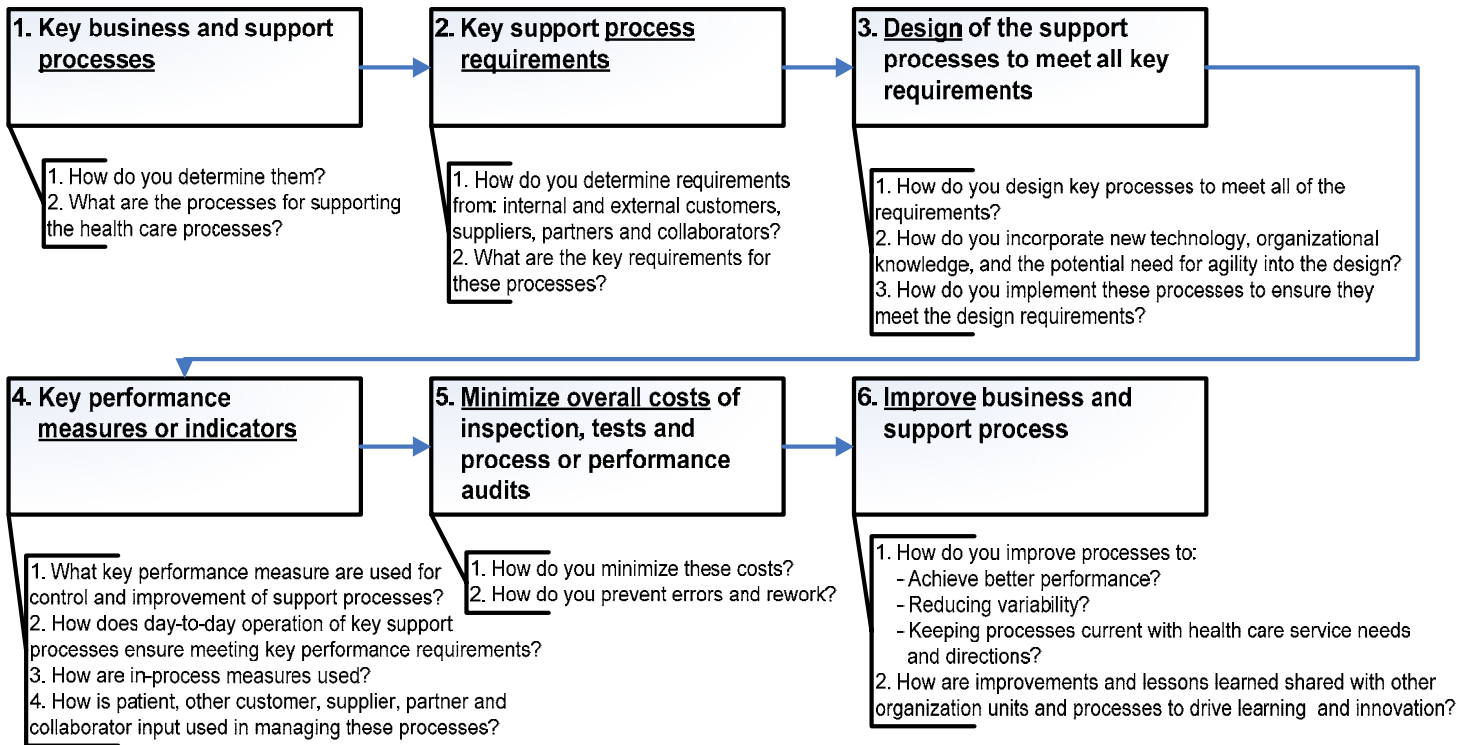 1. Key business and support
processes
1. How do you determine them?
2. What are the processes for supporting
the health care processes?
2. Key support process
requirements
1. How do you determine requirements
from: internal and external customers,
suppliers, partners and collaborators?
2. What are the key requirements for
these processes?
3. Design of the support
processes to meet all key
requirements
1. How do you design key processes to meet all of the
requirements?
2. How do you incorporate new technology, organizational
knowledge, and the potential need for agility into the design?
3. How do you implement these processes to ensure they
meet the design requirements?
4. Key performance
measures or indicators
1. What key performance measure are used for
control and improvement of support processes?
2. How does day-to-day operation of key support
processes ensure meeting key performance requirements?
3. How are in-process measures used?
4. How is patient, other customer, supplier, partner and
collaborator input used in managing these processes?
5. Minimize overall costs of
inspection, tests and
process or performance
audits
1. How do you minimize these costs?
2. How do you prevent errors and rework?
6. Improve business and
support process
1. How do you improve processes to:
- Achieve better performance?
- Reducing variability?
- Keeping processes current with health care service needs
and directions?
2. How are improvements and lessons learned shared with other
organization units and processes to drive learning and innovation?